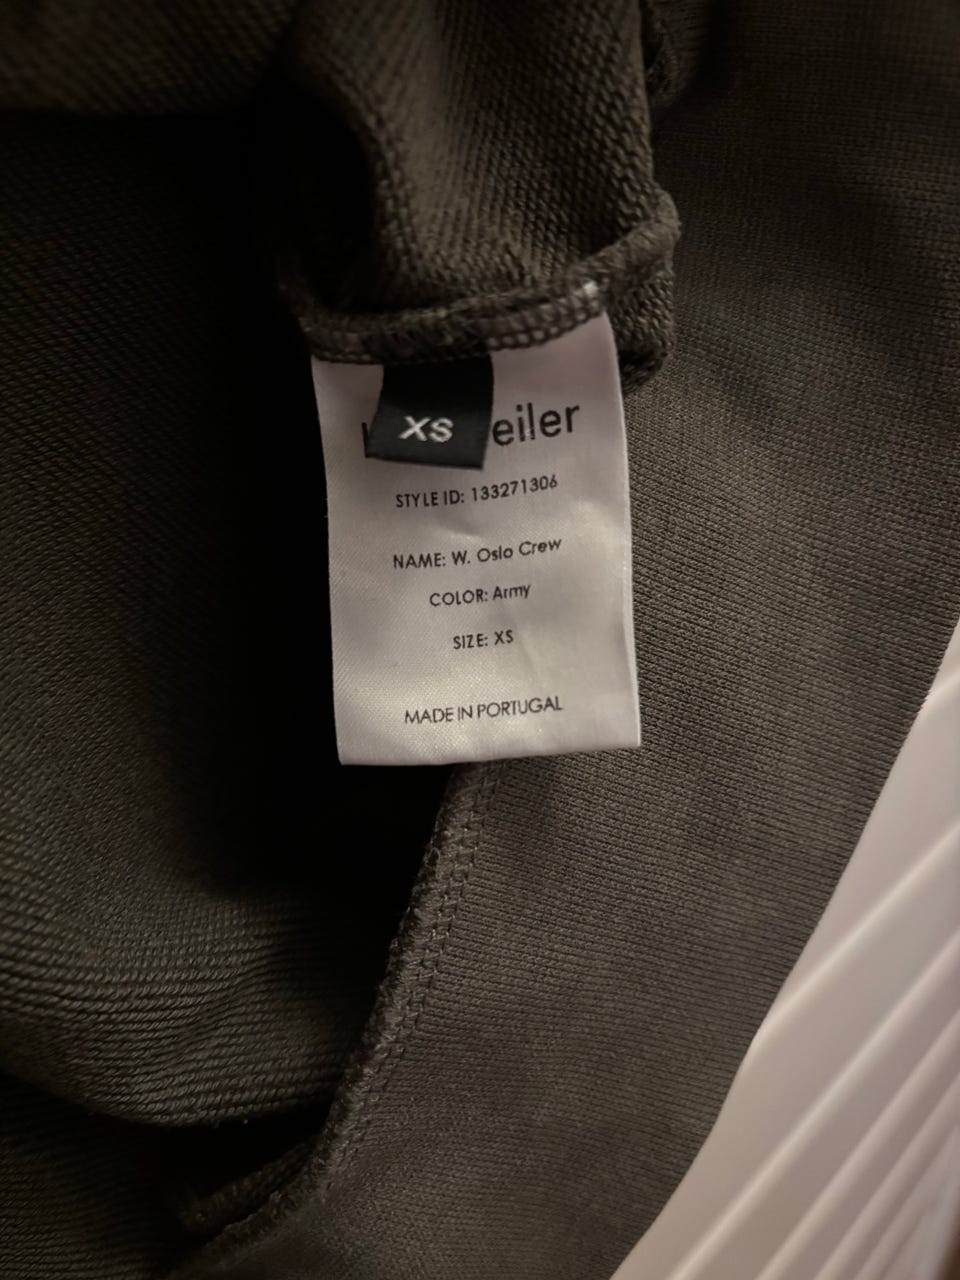 XS
eiler
STYLE ID: 133271306
NAME: W. Oslo Crew
COLOR: Army
SIZE: XS
MADE IN PORTUGAL